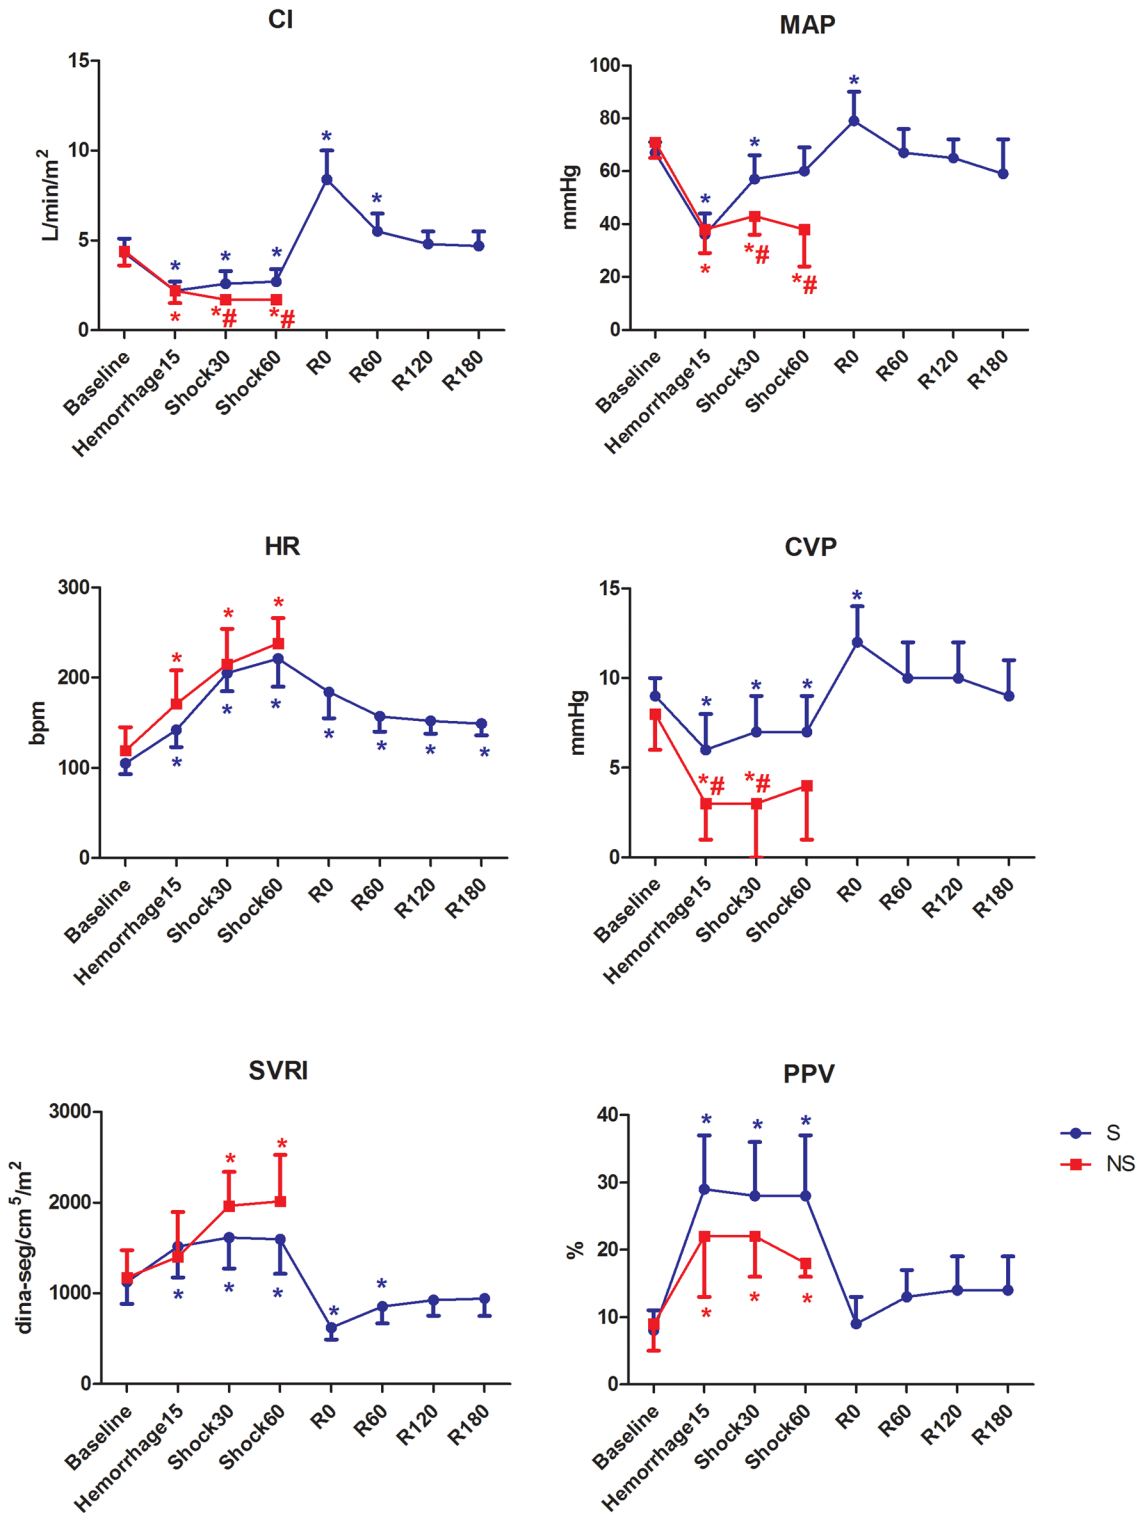 CI
15
10
5
0
L/min/m2
*
*
*
*
*
*
*#
*#
Baseline
Hemorrhage15
Shock30
Shock60
R0
R60
R120
R180
MAP
100
80
60
40
20
0
mmHg
*
*
*
*
*#
*#
Baseline
Hemorrhage15
Shock30
Shock60
R0
R60
R120
R180
HR
300
200
100
0
bpm
*
*
*
*
*
*
*
*
*
*
Baseline
Hemorrhage15
Shock30
Shock60
R0
R60
R120
R180
CVP
15
10
5
0
mmHg
*
*
*
*
*#
*#
Baseline
Hemorrhage15
Shock30
Shock60
R0
R60
R120
R180
SVRI
3000
2000
1000
0
dina-seg/cm5/m2
*
*
*
*
*
*
*
Baseline
Hemorrhage15
Shock30
Shock60
R0
R60
R120
R180
PPV
40
30
20
10
0
%
*
*
*
*
*
*
Baseline
Hemorrhage15
Shock30
Shock60
R0
R60
R120
R180
S
NS